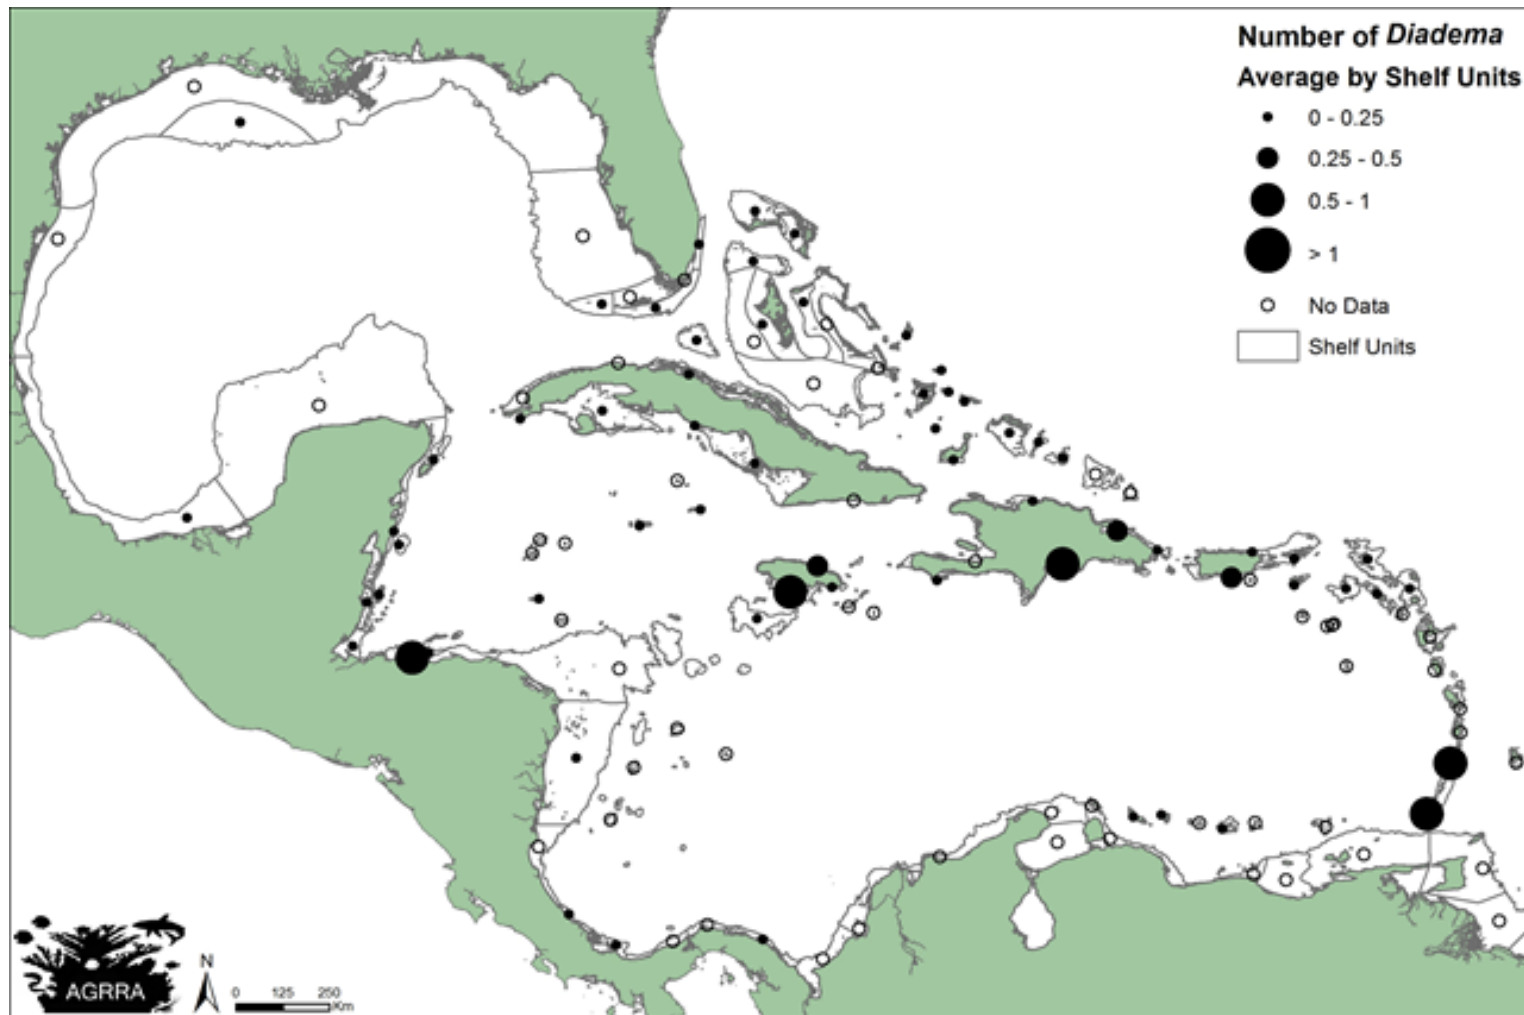 Number of Diadema
Average by Shelf Units
0 - 0.25
0.25 - 0.5
0.5 - 1
> 1
No Data
Shelf Units
AGRRA
N
0 125 250
Km